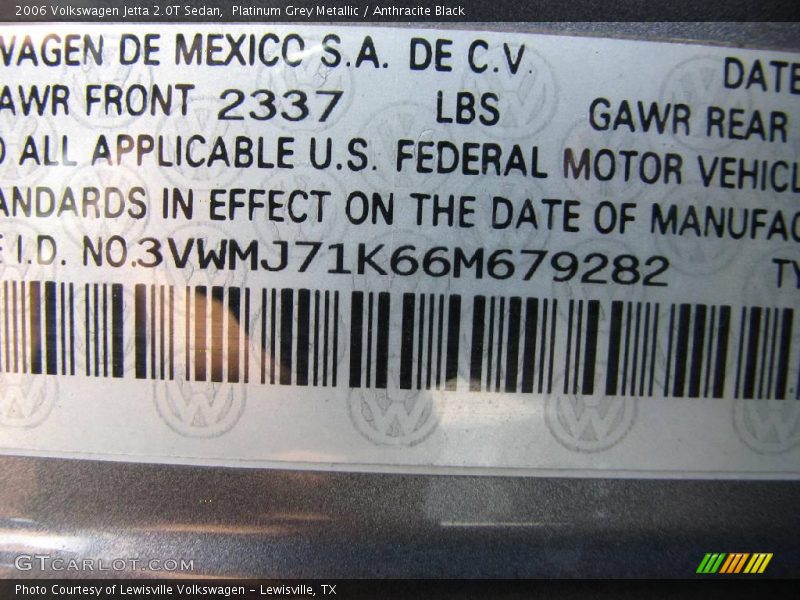 2006 Volkswagen Jetta 2.0T Sedan, Platinum Grey Metallic / Anthracite Black
WAGEN DE MEXICO S.A. DE C.V. DATE
AWR FRONT 2337 LBS GAWR REAR
O ALL APPLICABLE U.S. FEDERAL MOTOR VEHICL
ANDARDS IN EFFECT ON THE DATE OF MANUFAC
E I.D. NO.3VWMJ71K66M679282 TY
GTCARLOT.COM
Photo Courtesy of Lewisville Volkswagen – Lewisville, TX